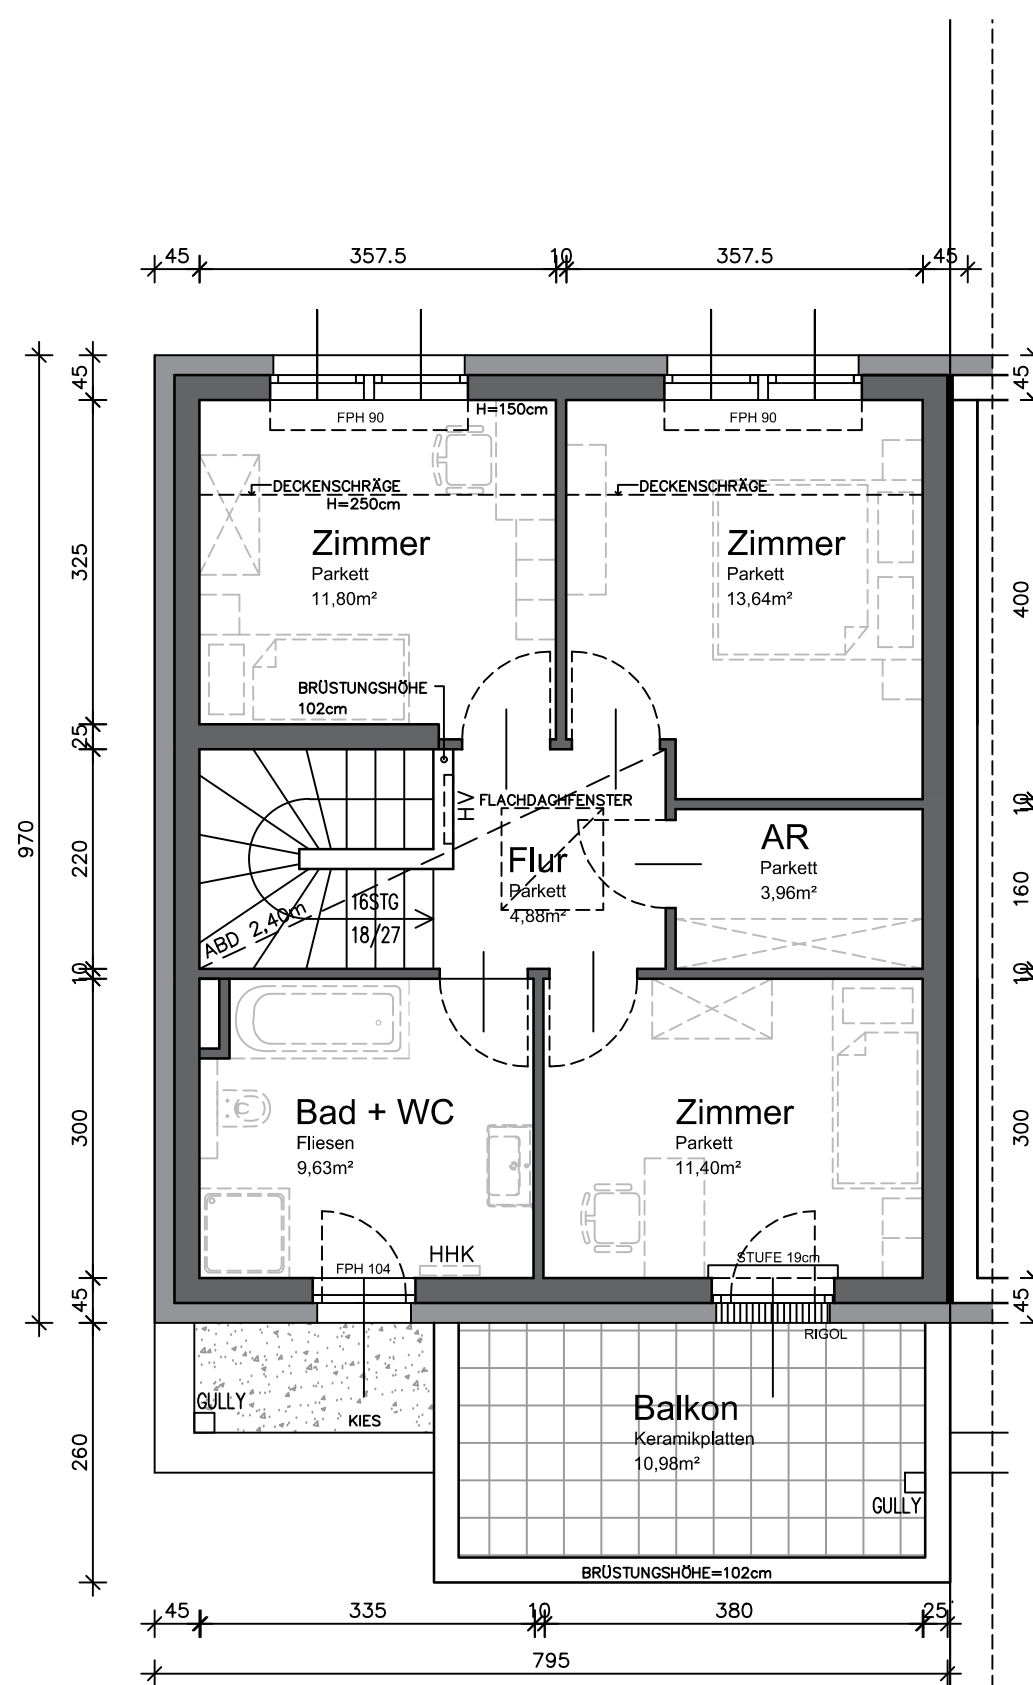 45 357.5 10 357.5 45
45
45
FPH 90
FPH 90
H=150cm
DECKENSCHRÄGE
H=250cm
DECKENSCHRÄGE
Zimmer
Parkett
11,80m²
Zimmer
Parkett
13,64m²
325
400
BRÜSTUNGSHÖHE
102cm
25
HV
FLACHDACHFENSTER
10
970
220
Flur
Parkett
4,88m²
AR
Parkett
3,96m²
160
16STG
18/27
ABD 2,40m
10
10
Bad + WC
Fliesen
9,63m²
Zimmer
Parkett
11,40m²
300
300
HHK
FPH 104
STUFE 19cm
45
45
RIGOL
GULLY
KIES
Balkon
Keramikplatten
10,98m²
260
GULLY
BRÜSTUNGSHÖHE=102cm
45 335 10 380 25
795